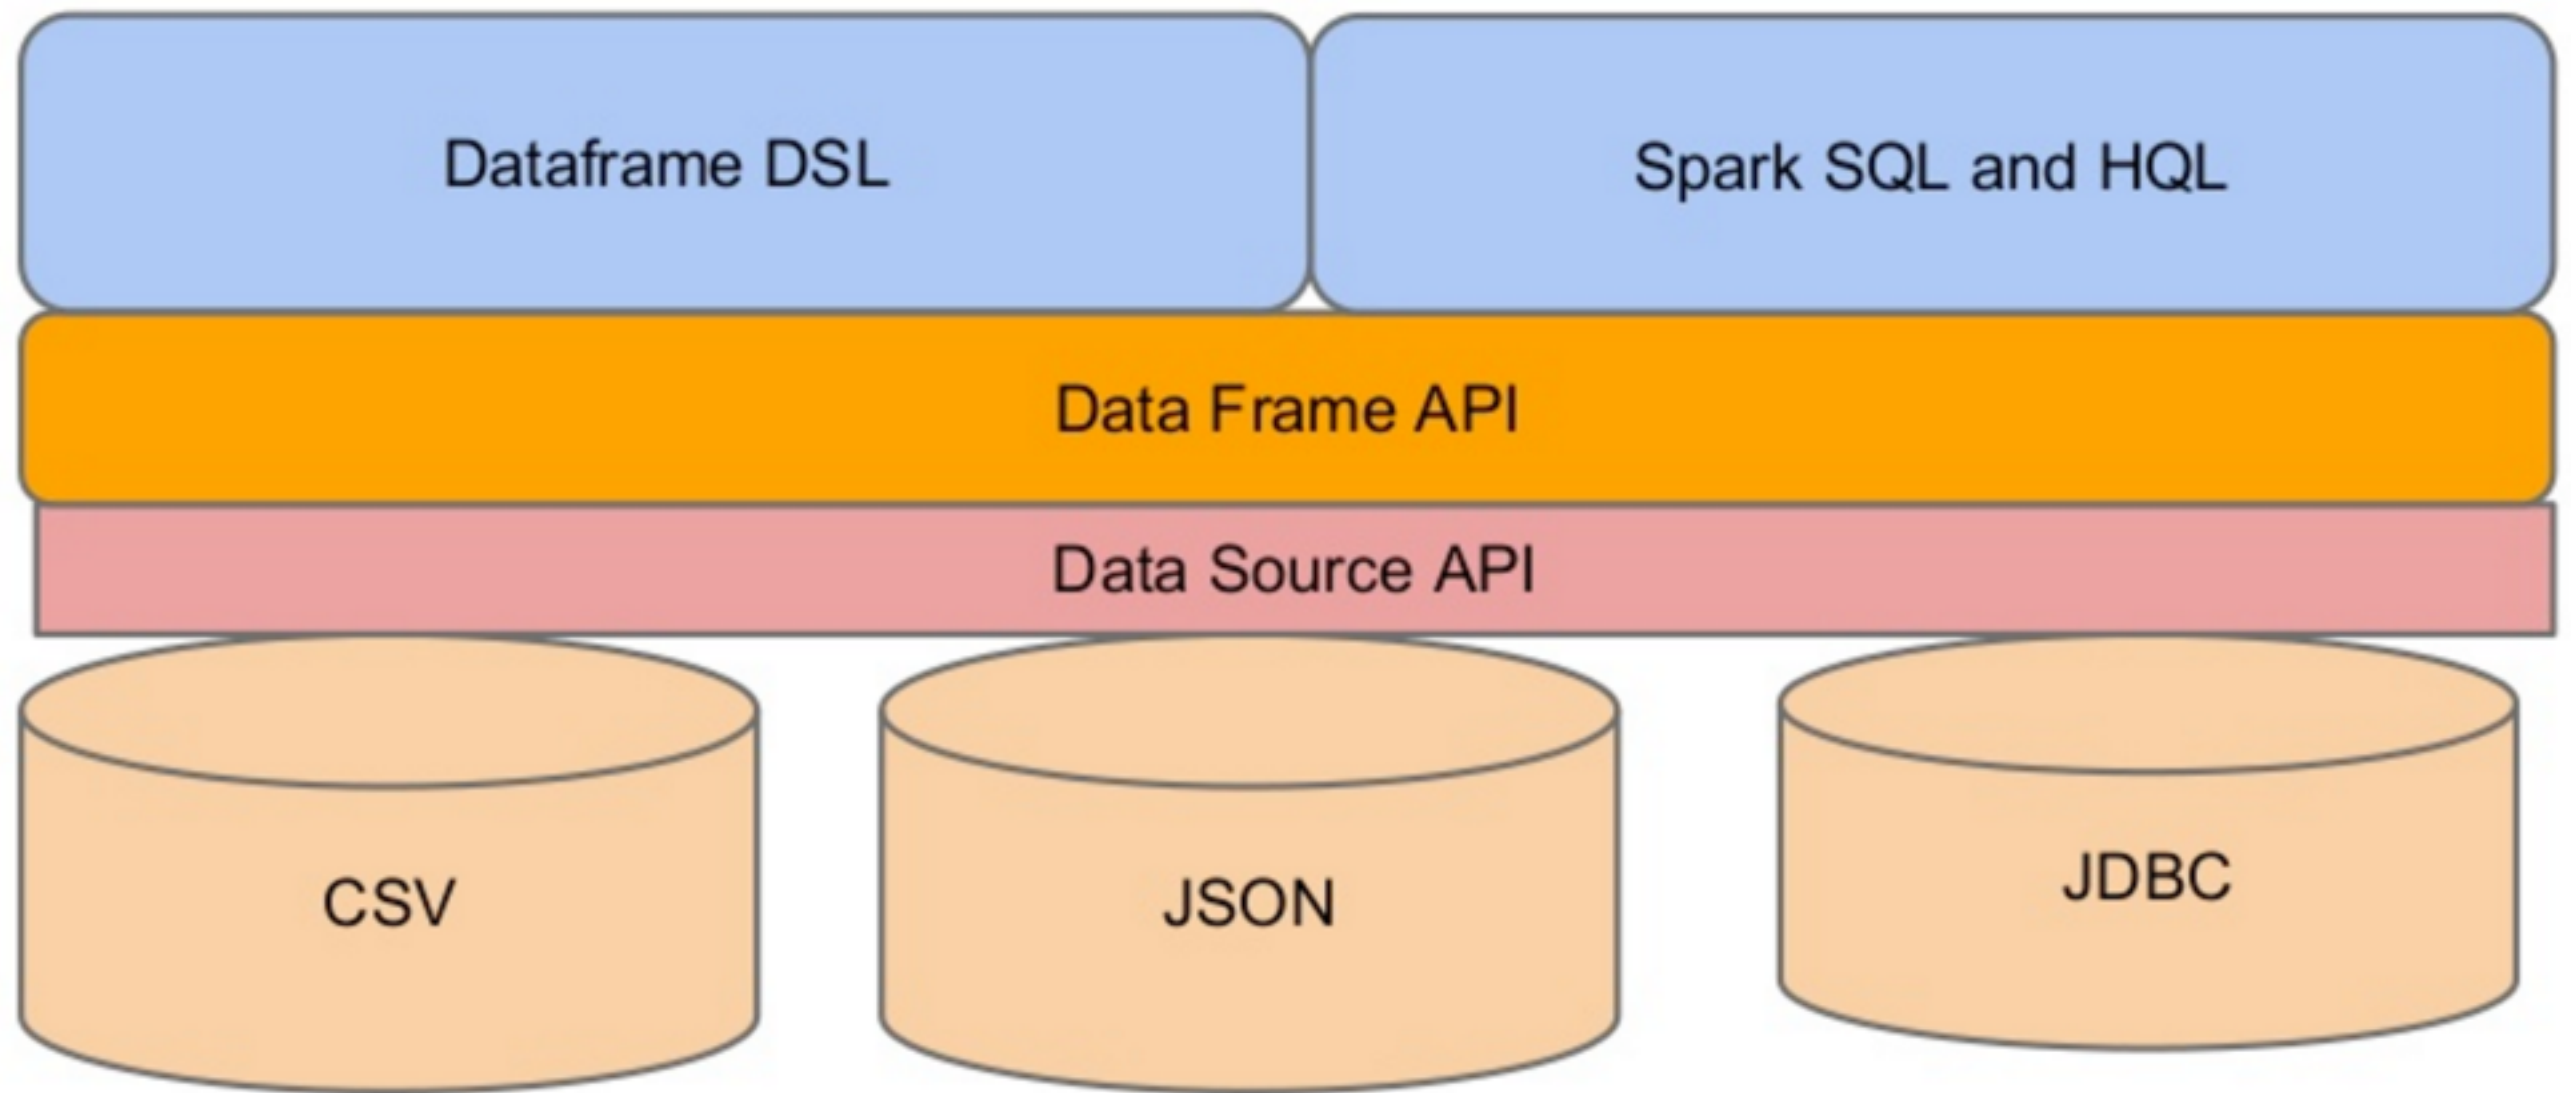 Dataframe DSL
Spark SQL and HQL
Data Frame API
Data Source API
CSV
JSON
JDBC